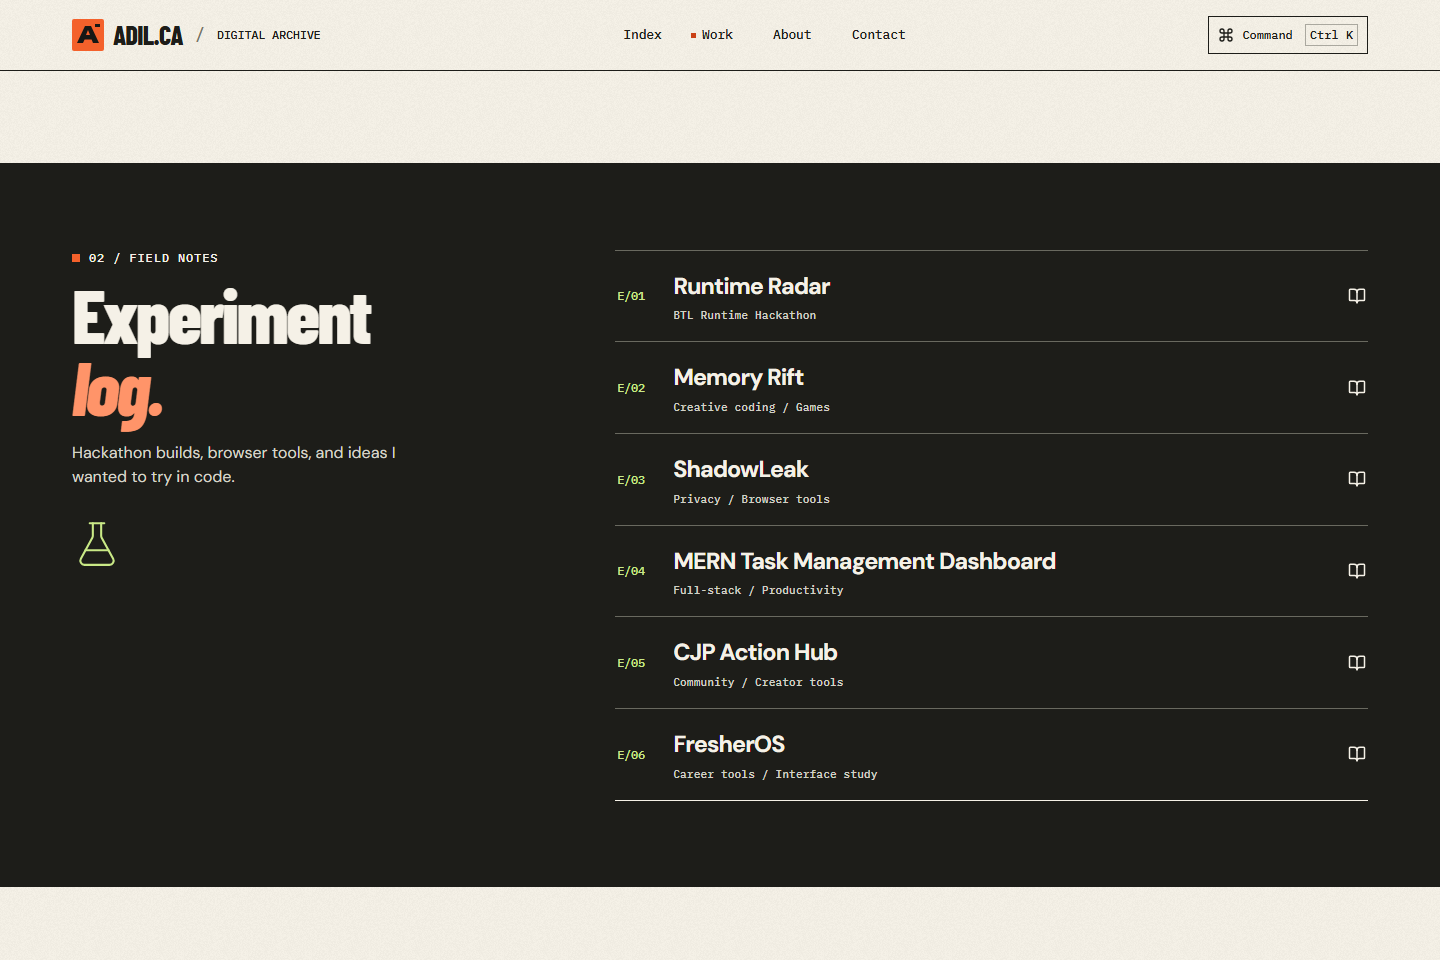 A
ADIL.CA / DIGITAL ARCHIVE
Index
Work
About
Contact
⌘ Command Ctrl K
02 / FIELD NOTES
Experiment
log.
Hackathon builds, browser tools, and ideas I
wanted to try in code.
E/01
Runtime Radar
BTL Runtime Hackathon
E/02
Memory Rift
Creative coding / Games
E/03
ShadowLeak
Privacy / Browser tools
E/04
MERN Task Management Dashboard
Full-stack / Productivity
E/05
CJP Action Hub
Community / Creator tools
E/06
FresherOS
Career tools / Interface study